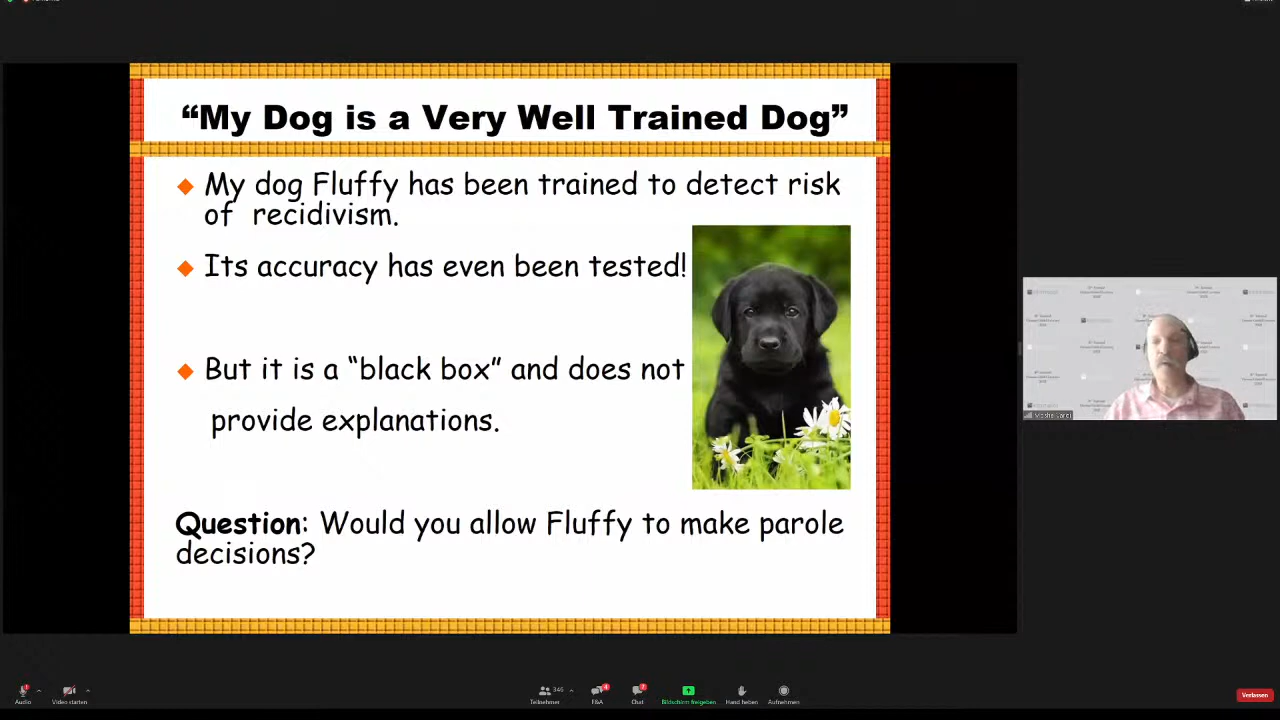 “My Dog is a Very Well Trained Dog”
My dog Fluffy has been trained to detect risk
of recidivism.
Its accuracy has even been tested!
But it is a “black box” and does not
provide explanations.
Question: Would you allow Fluffy to make parole
decisions?
Audio
Video starten
346
Teilnehmer
F&A
Chat
Bildschirm freigeben
Hand heben
Aufnehmen
Verlassen